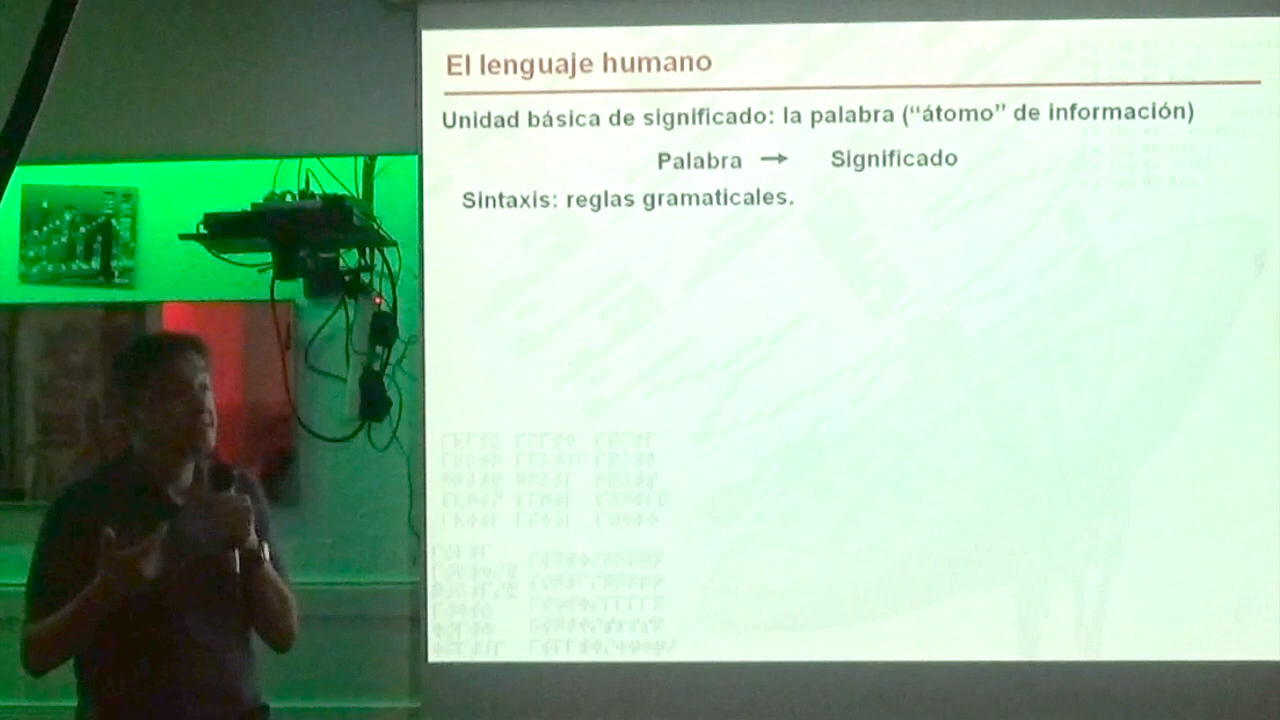 El lenguaje humano
Unidad básica de significado: la palabra (“átomo” de información)
Palabra → Significado
Sintaxis: reglas gramaticales.